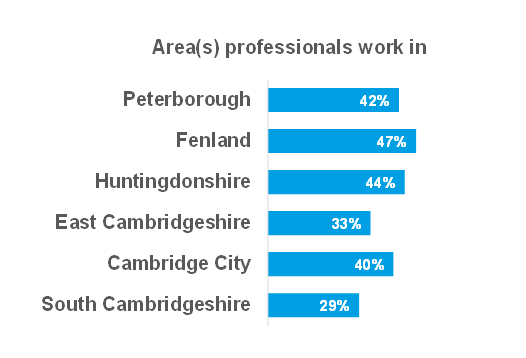 Area(s) professionals work in
Peterborough 42%
Fenland 47%
Huntingdonshire 44%
East Cambridgeshire 33%
Cambridge City 40%
South Cambridgeshire 29%